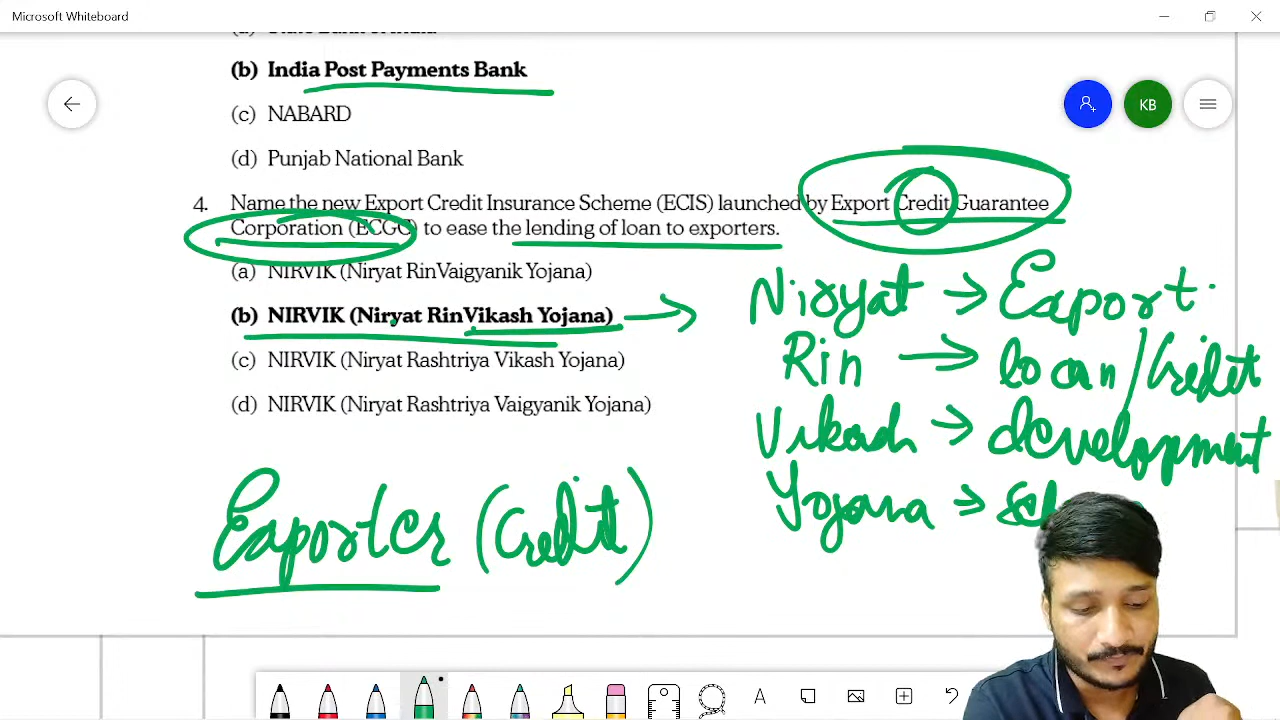 Microsoft Whiteboard
(b) India Post Payments Bank
KB
(c) NABARD
(d) Punjab National Bank
4. Name the new Export Credit Insurance Scheme (ECIS) launched by Export Credit Guarantee
Corporation (ECGC) to ease the lending of loan to exporters.
(a) NIRVIK (Niryat RinVaigyanik Yojana)
(b) NIRVIK (Niryat RinVikash Yojana)
(c) NIRVIK (Niryat Rashtriya Vikash Yojana)
(d) NIRVIK (Niryat Rashtriya Vaigyanik Yojana)
Niryat → Export
Rin → loan/Credit
Vikash → development
Yojana →
Exporter (Credit)
A